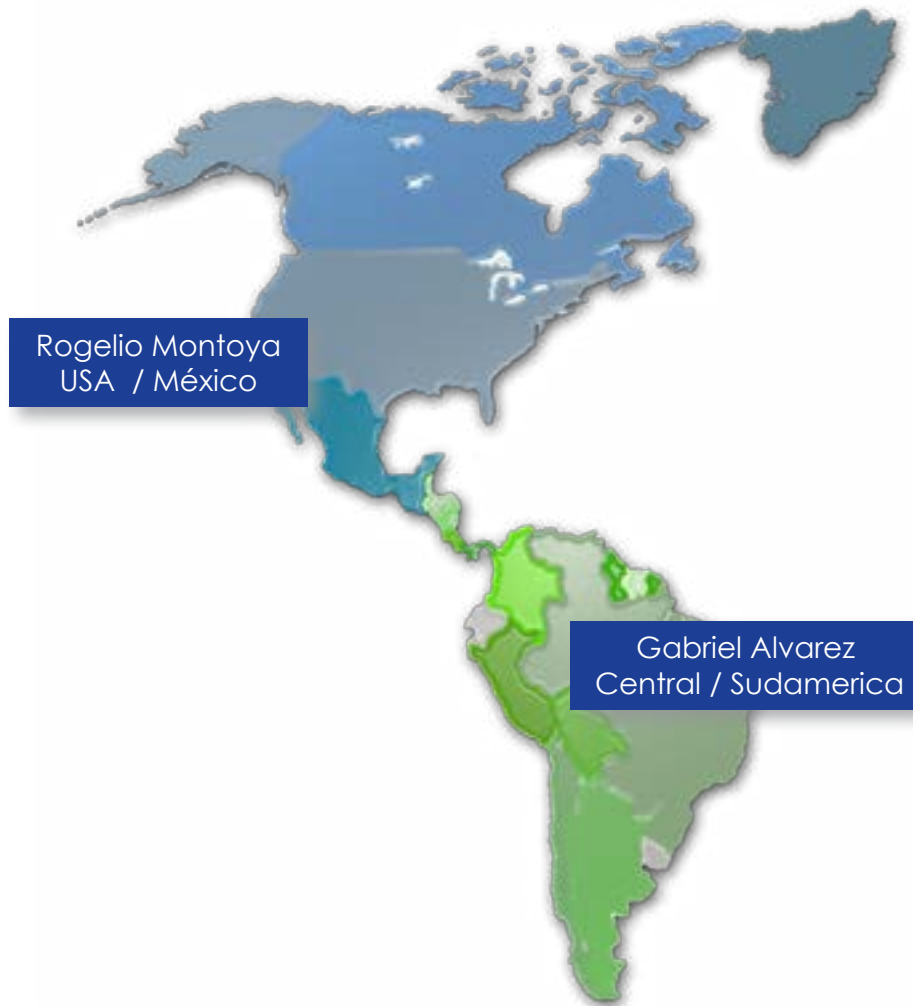 Rogelio Montoya
USA / México
Gabriel Alvarez
Central / Sudamerica